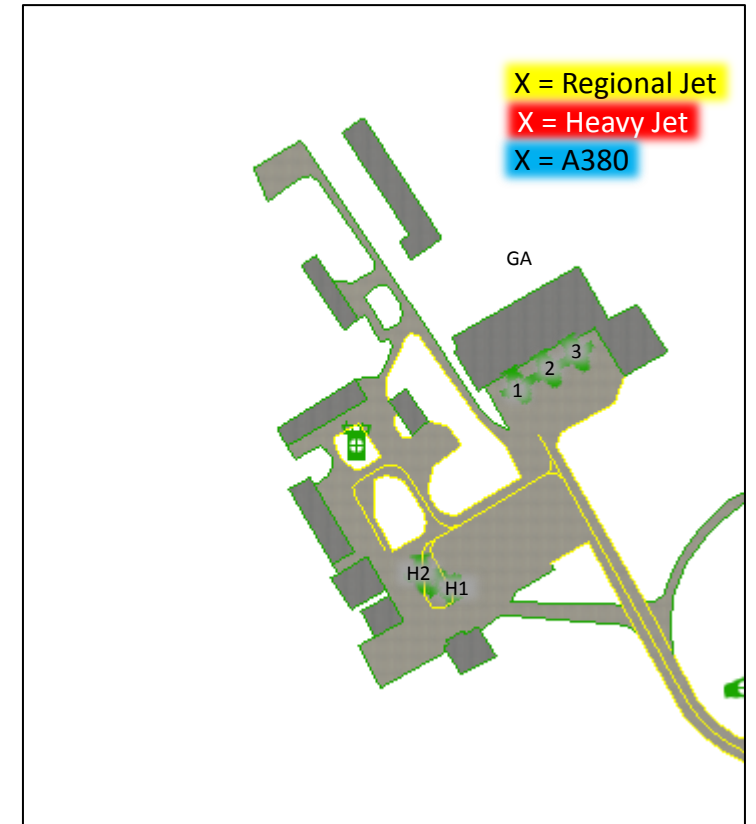 X = Regional Jet
X = Heavy Jet
X = A380
GA
3
2
1
H2
H1